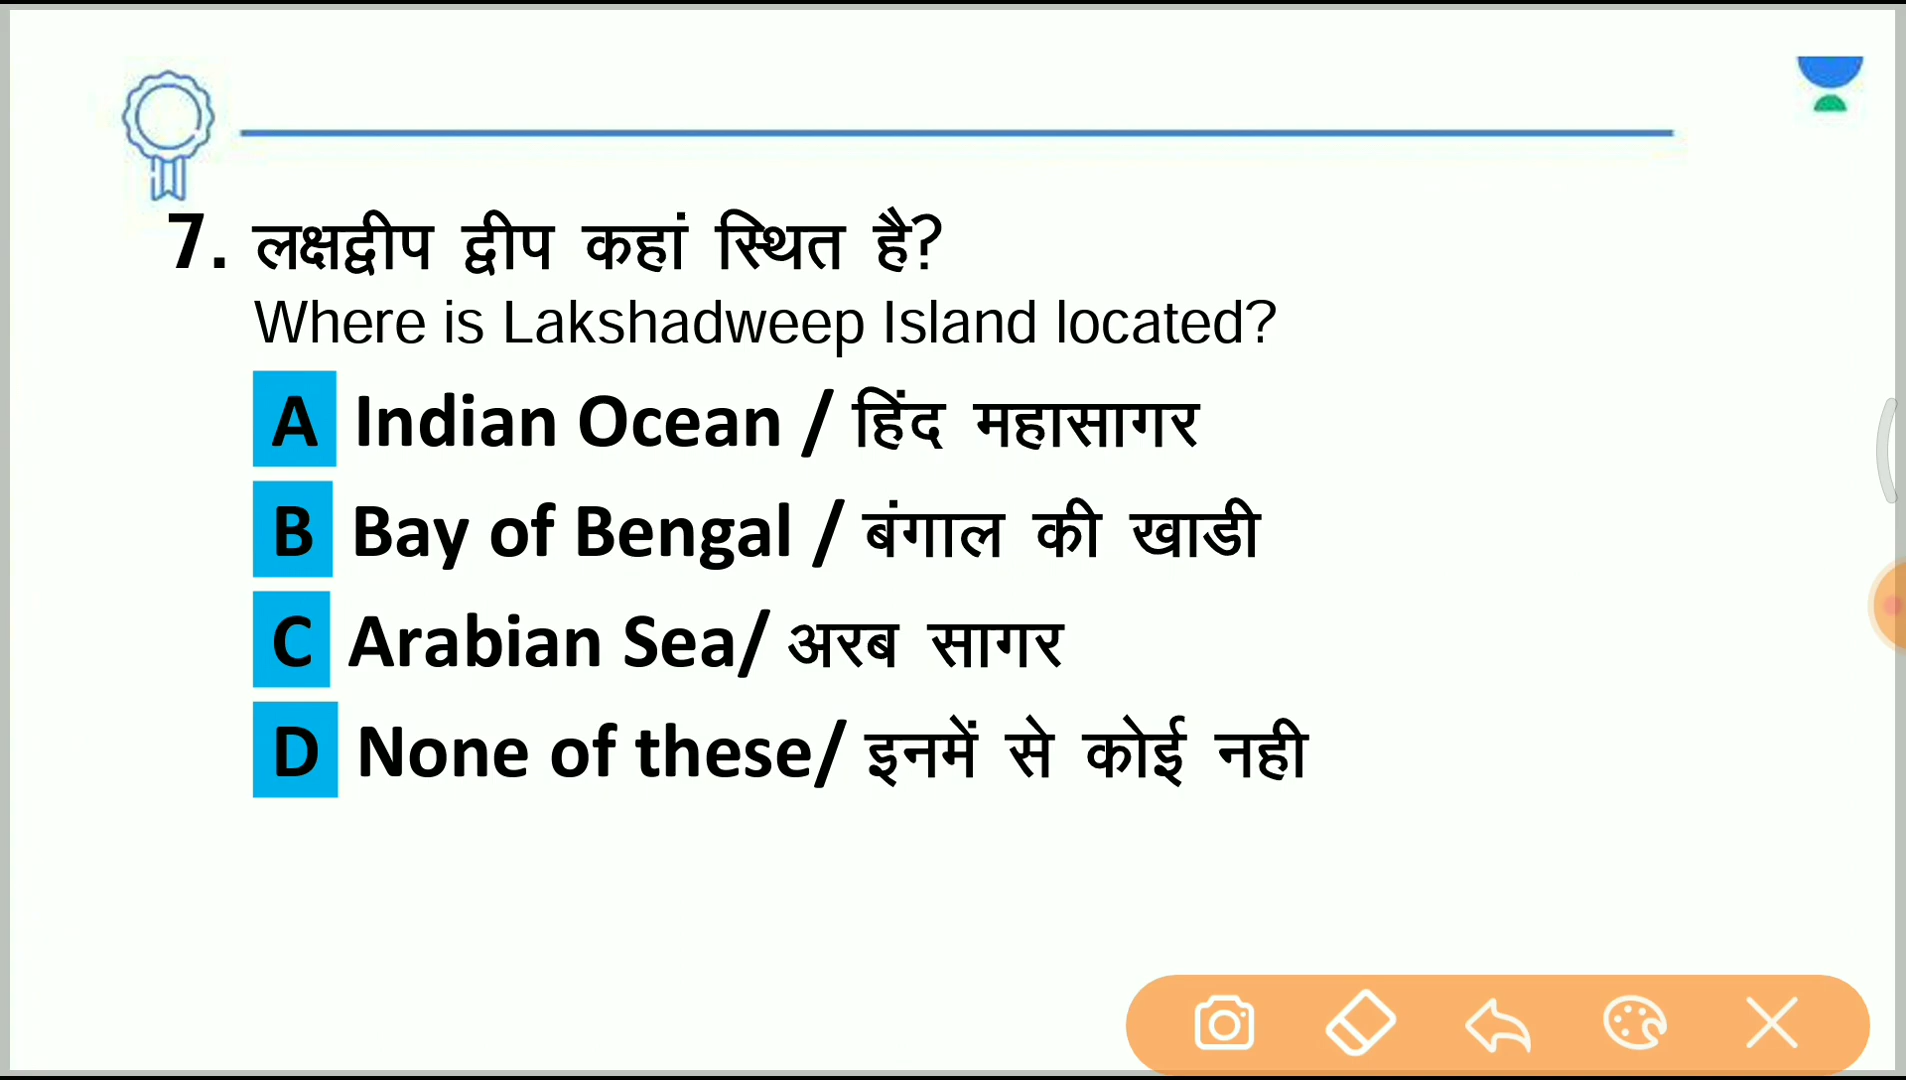 7. लक्षद्वीप द्वीप कहां स्थित है?
Where is Lakshadweep Island located?
A Indian Ocean / हिंद महासागर
B Bay of Bengal / बंगाल की खाडी
C Arabian Sea/ अरब सागर
D None of these/ इनमें से कोई नही